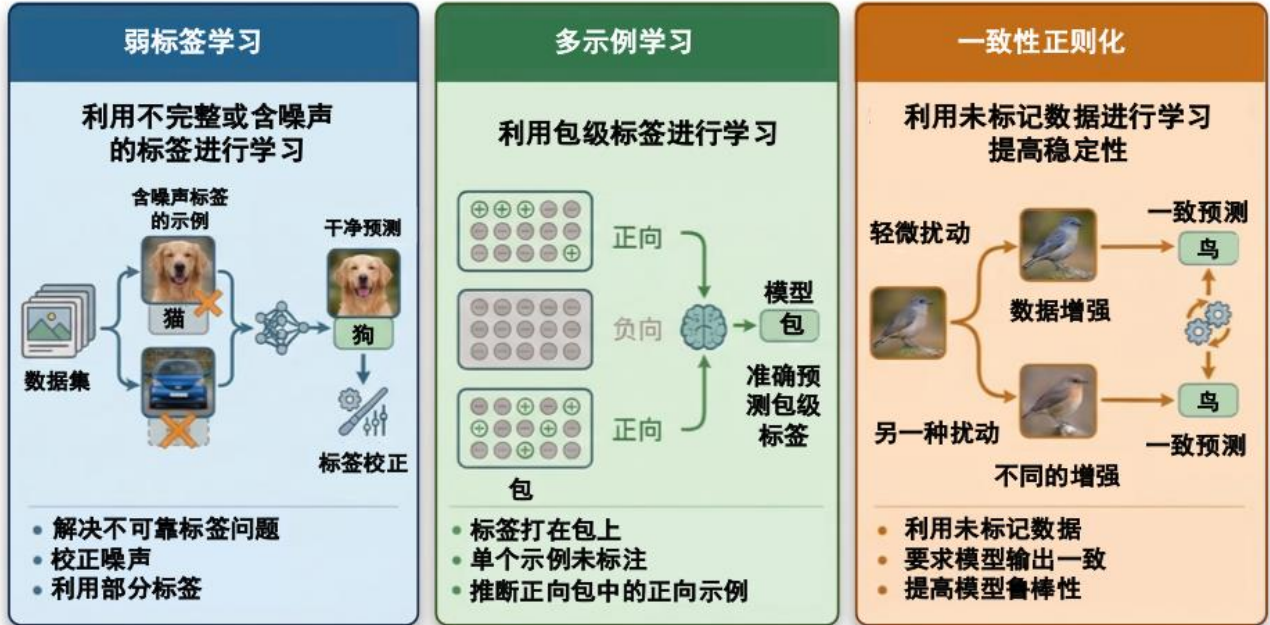 弱标签学习
利用不完整或含噪声
的标签进行学习
含噪声标签
的示例
干净预测
猫
狗
数据集
标签校正
• 解决不可靠标签问题
• 校正噪声
• 利用部分标签
多示例学习
利用包级标签进行学习
正向
负向
正向
包
模型
包
准确预
测包级
标签
• 标签打在包上
• 单个示例未标注
• 推断正向包中的正向示例
一致性正则化
利用未标记数据进行学习
提高稳定性
轻微扰动
一致预测
鸟
数据增强
另一种扰动
鸟
一致预测
不同的增强
• 利用未标记数据
• 要求模型输出一致
• 提高模型鲁棒性